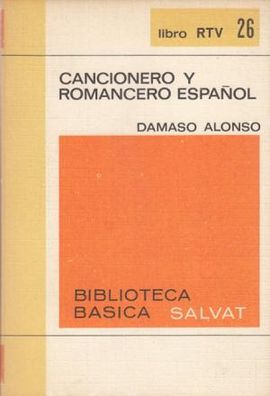 libro RTV 26
CANCIONERO Y
ROMANCERO ESPAÑOL
DAMASO ALONSO
BIBLIOTECA
BASICA SALVAT